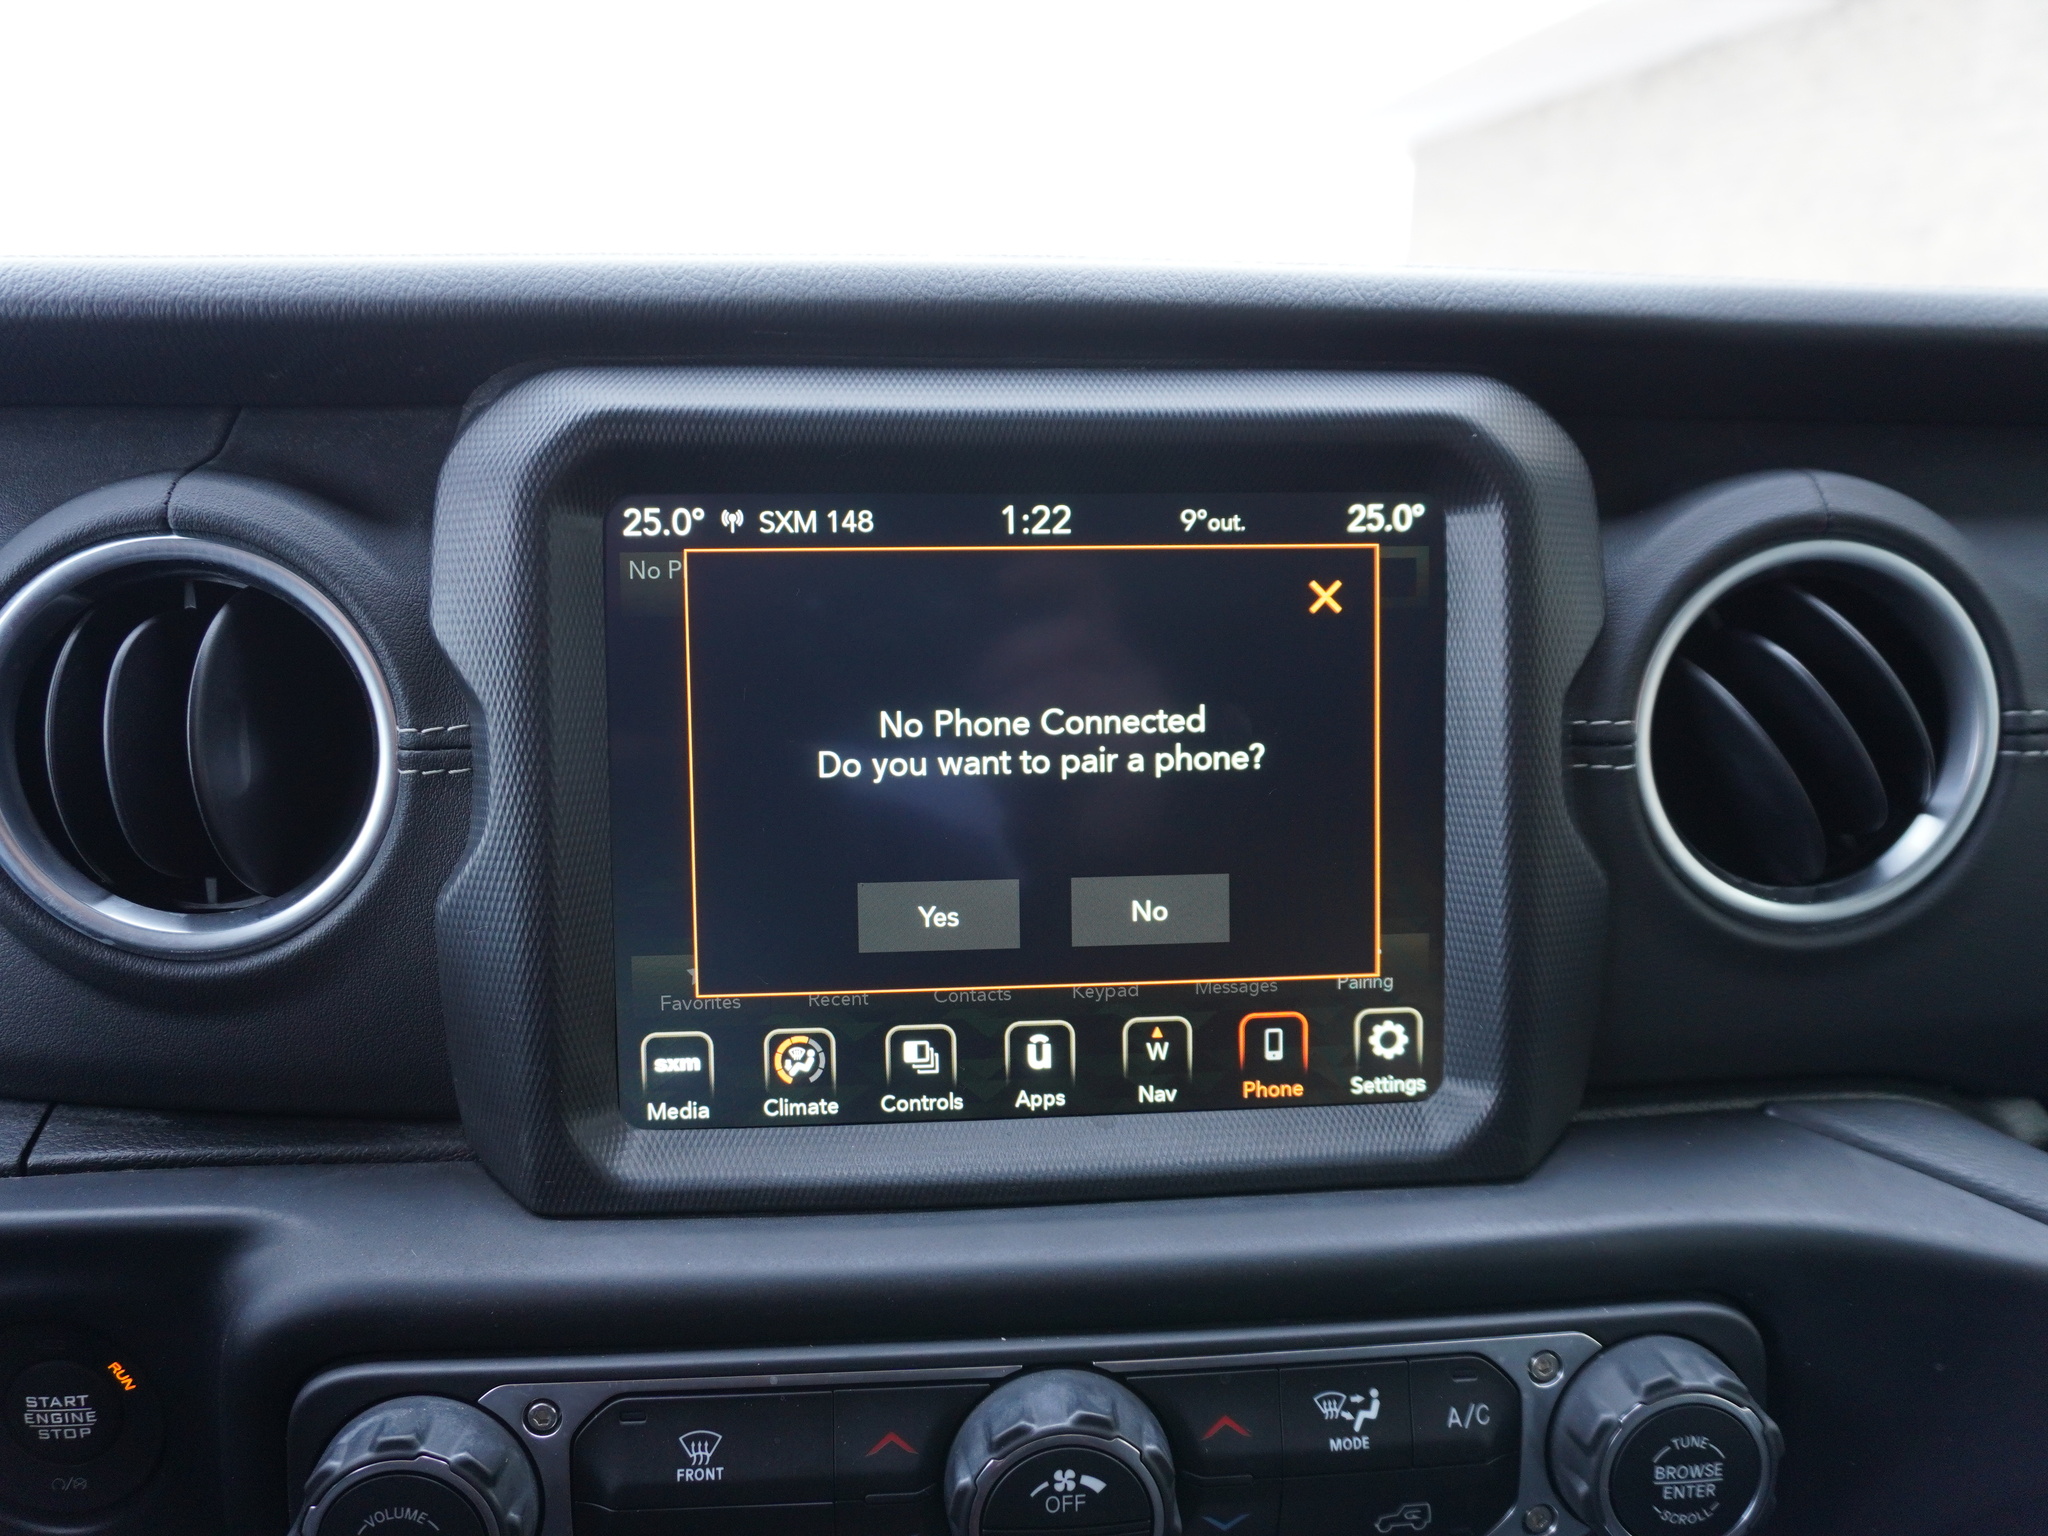 25.0° SXM 148 1:22 9°out. 25.0°
No P
No Phone Connected
Do you want to pair a phone?
Yes No
Favorites Recent Contacts Keypad Messages Pairing
sxm ū W
Media Climate Controls Apps Nav Phone Settings
RUN
START
ENGINE
STOP
FRONT
MODE
A/C
OFF
VOLUME
TUNE
BROWSE
ENTER
SCROLL